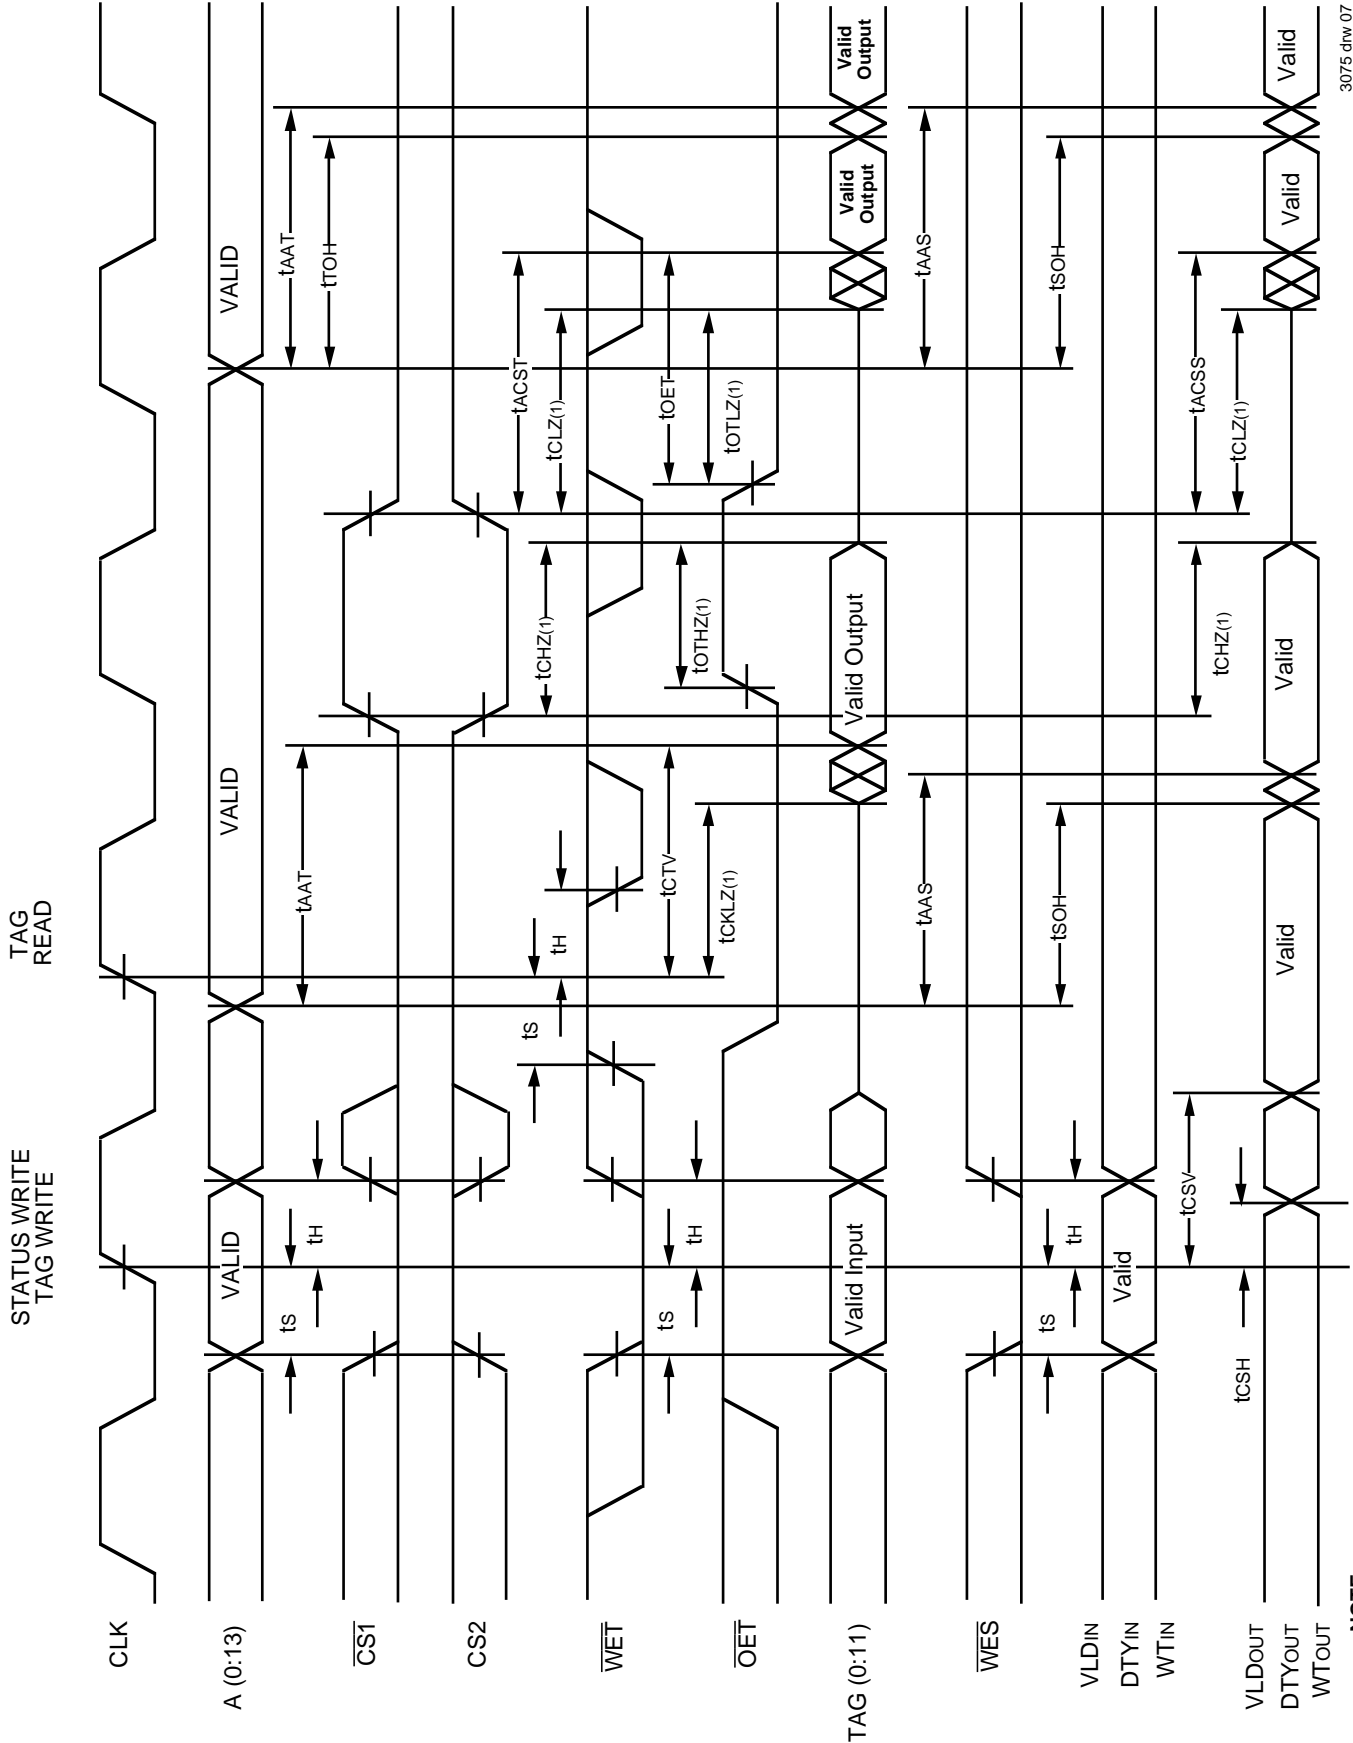 STATUS WRITE
TAG WRITE
TAG
READ
CLK
A (0:13)
VALID
VALID
VALID
tS
tH
tAAT
tAAT
tTOH
CS1
CS2
tACST
tCHZ(1)
tCLZ(1)
WET
tS
tH
tS
tH
tCTV
tOET
tCKLZ(1)
tOTHZ(1)
tOTLZ(1)
OET
TAG (0:11)
Valid Input
Valid Output
Valid
Output
Valid
Output
tAAS
tAAS
WES
tS
tH
tSOH
tSOH
VLDIN
DTYIN
WTIN
Valid
tCSV
tCHZ(1)
tACSS
tCLZ(1)
tCSH
VLDOUT
DTYOUT
WTOUT
Valid
Valid
Valid
Valid
3075 drw 07